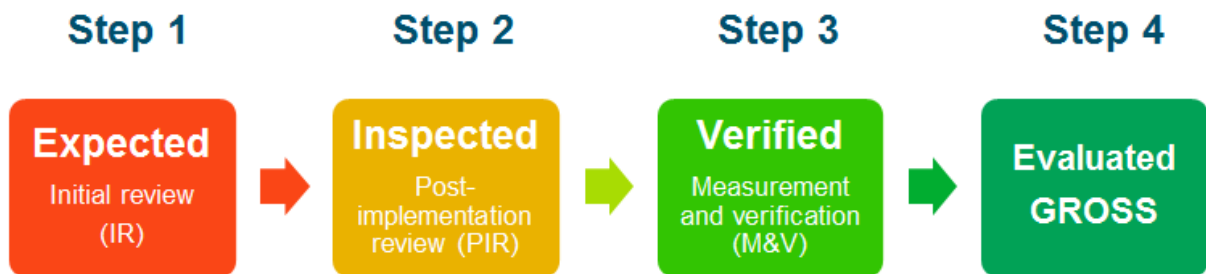 Step 1
Step 2
Step 3
Step 4
Expected
Initial review
(IR)
Inspected
Post-
implementation
review (PIR)
Verified
Measurement
and verification
(M&V)
Evaluated
GROSS